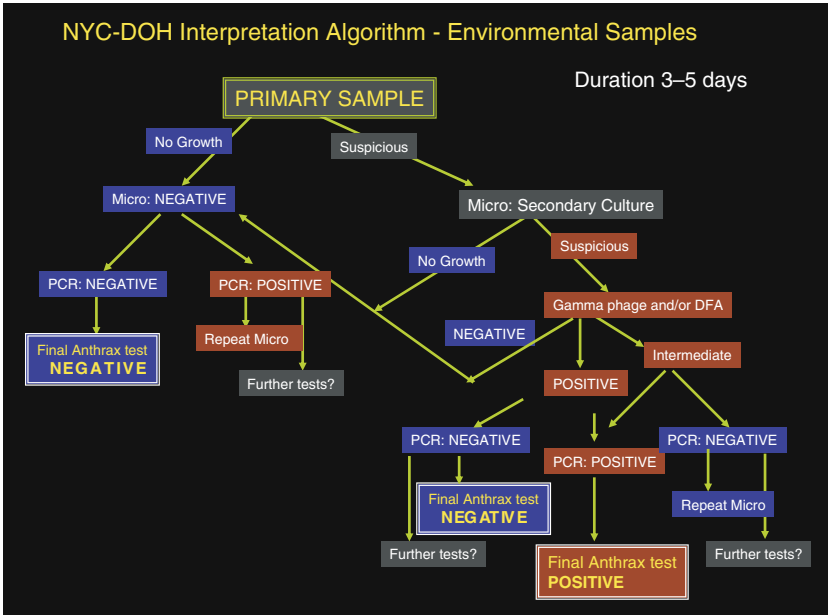 NYC-DOH Interpretation Algorithm - Environmental Samples
Duration 3–5 days
PRIMARY SAMPLE
No Growth
Suspicious
Micro: NEGATIVE
Micro: Secondary Culture
No Growth
Suspicious
PCR: NEGATIVE
PCR: POSITIVE
Gamma phage and/or DFA
Repeat Micro
NEGATIVE
Final Anthrax test
NEGATIVE
Intermediate
Further tests?
POSITIVE
PCR: NEGATIVE
PCR: POSITIVE
PCR: NEGATIVE
Final Anthrax test
NEGATIVE
Repeat Micro
Further tests?
Final Anthrax test
POSITIVE
Further tests?